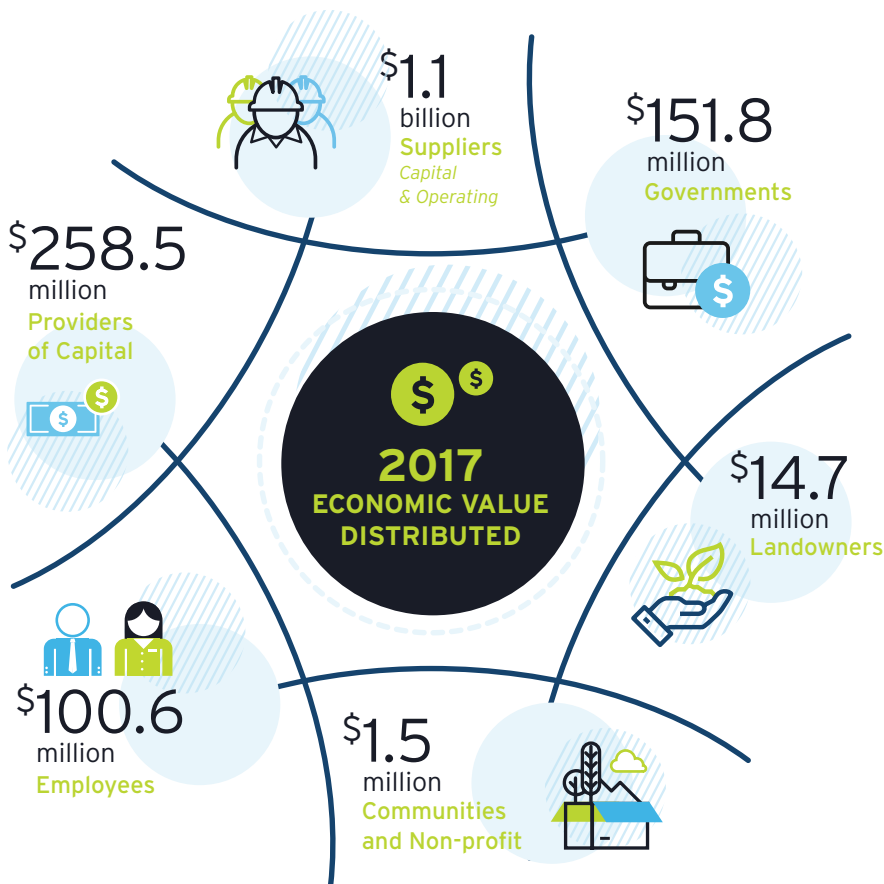 $1.1
billion
Suppliers
Capital
& Operating
$151.8
million
Governments
$258.5
million
Providers
of Capital
$
$
$
$ $
2017
ECONOMIC VALUE
DISTRIBUTED
$14.7
million
Landowners
$100.6
million
Employees
$1.5
million
Communities
and Non-profit